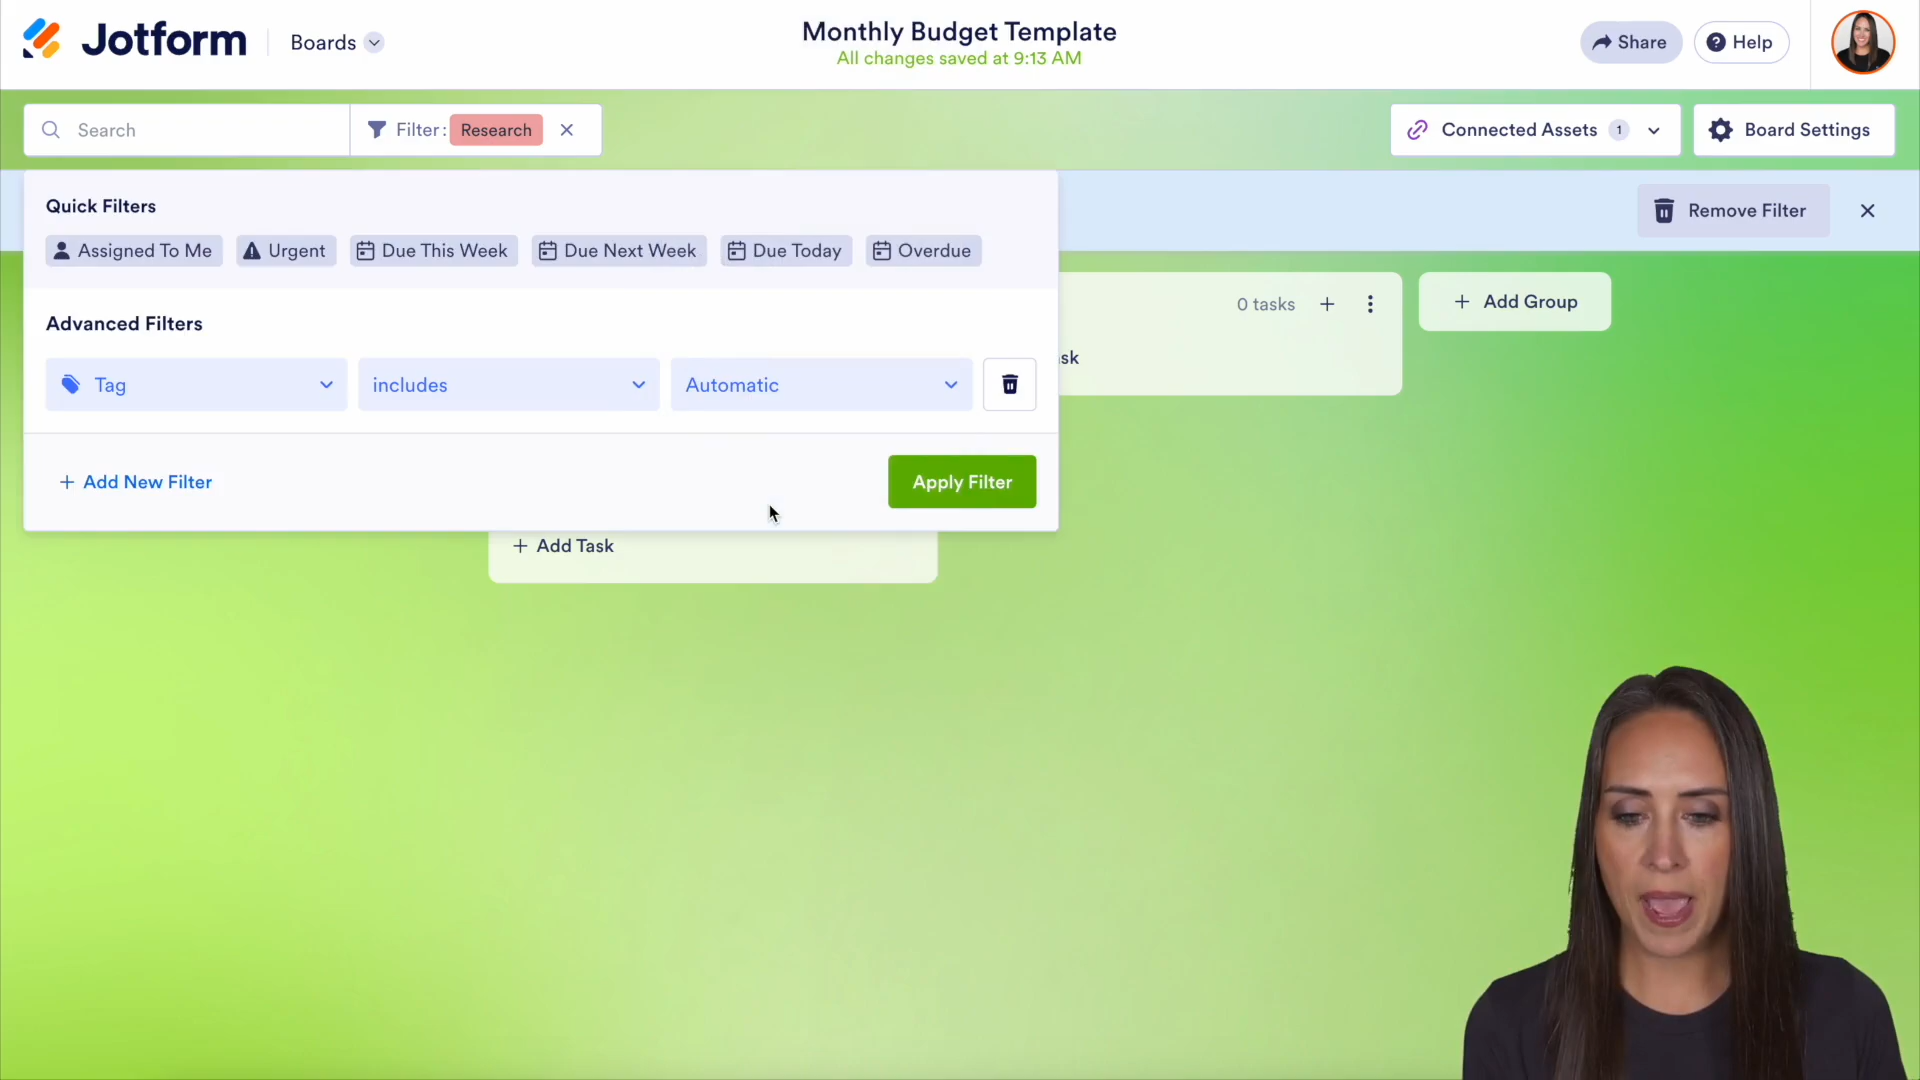 Jotform
Boards
Monthly Budget Template
All changes saved at 9:13 AM
Share
Help
Search
Filter: Research
Connected Assets 1
Board Settings
Quick Filters
Remove Filter
Assigned To Me
Urgent
Due This Week
Due Next Week
Due Today
Overdue
0 tasks
Add Group
Advanced Filters
sk
Tag
includes
Automatic
Add New Filter
Apply Filter
Add Task